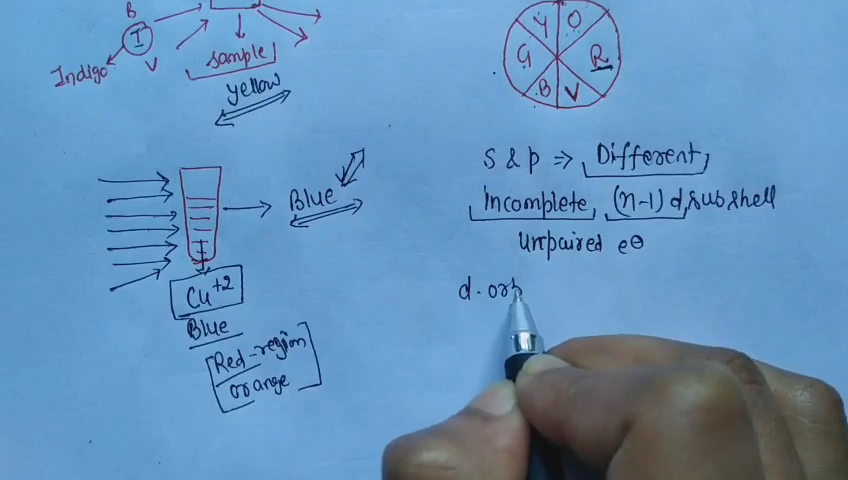 B
I
V
Indigo
sample
yellow
Y O
G R
B V
Blue
Cu+2
Blue
Red-region
orange
S & p ⇒ Different
incomplete (n-1) d subshell
unpaired e⊖
d. orb